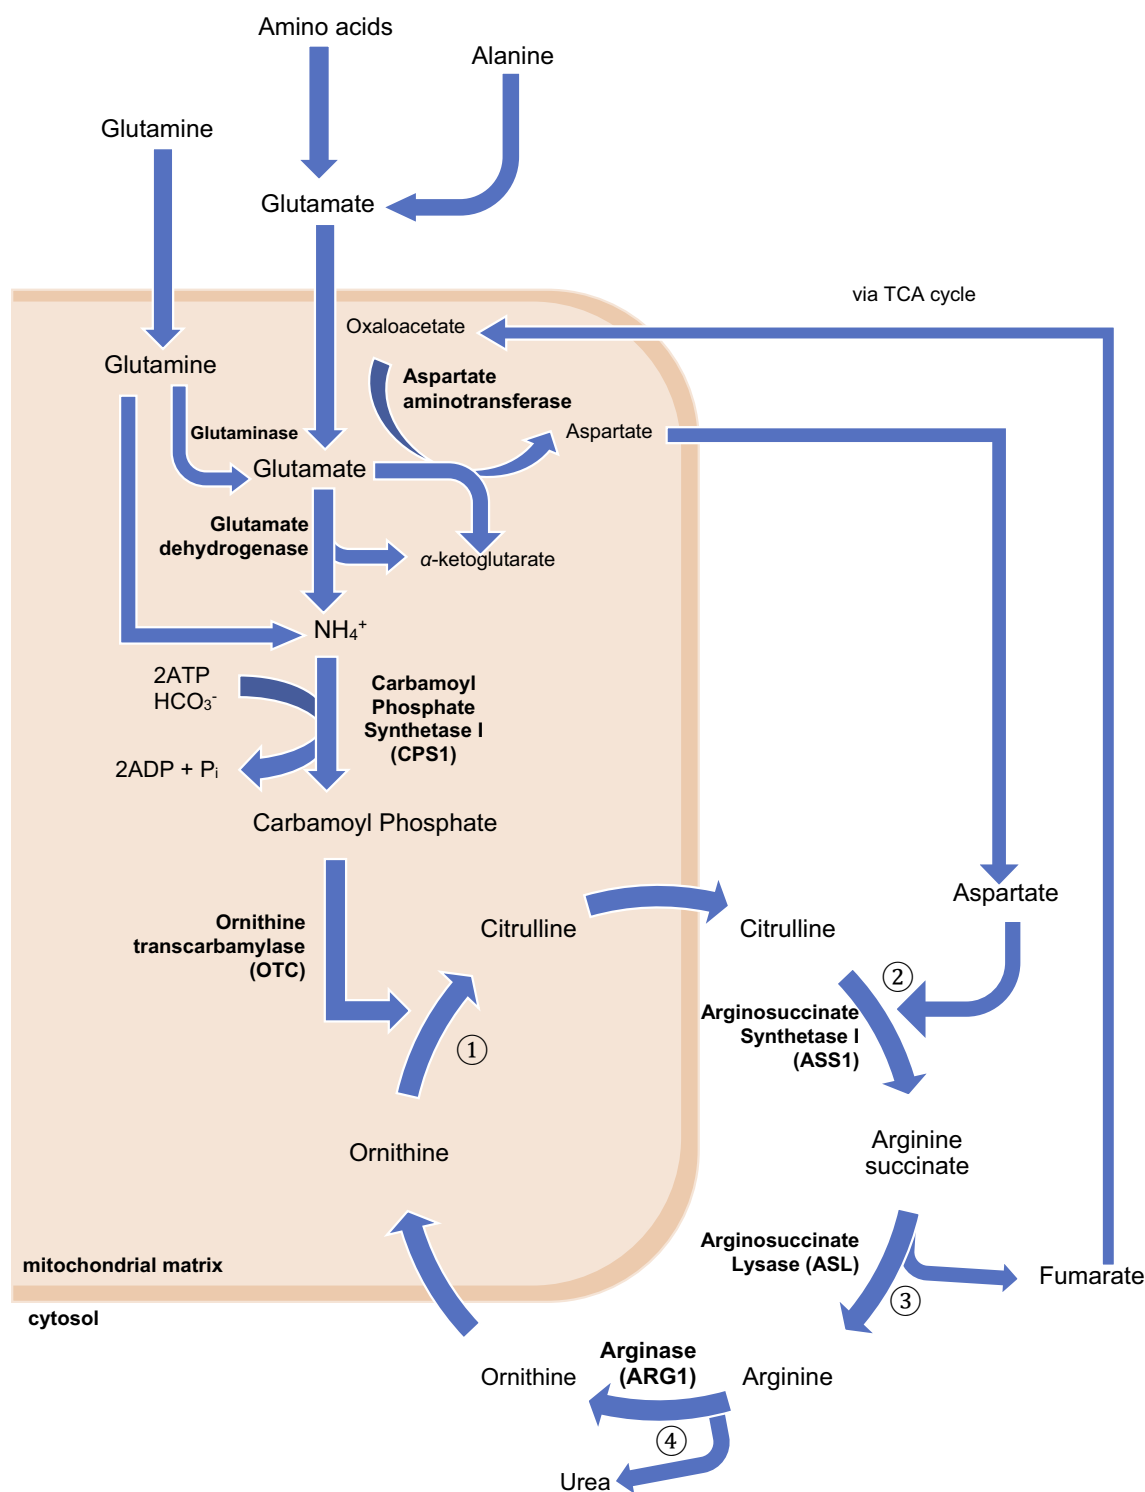 Amino acids
Alanine
Glutamine
Glutamate
via TCA cycle
Oxaloacetate
Glutamine
Aspartate
aminotransferase
Glutaminase
Aspartate
Glutamate
Glutamate
dehydrogenase
α-ketoglutarate
NH₄⁺
2ATP
HCO₃⁻
Carbamoyl
Phosphate
Synthetase I
(CPS1)
2ADP + Pᵢ
Carbamoyl Phosphate
Aspartate
Ornithine
transcarbamylase
(OTC)
Citrulline
Citrulline
②
Arginosuccinate
Synthetase I
(ASS1)
①
Ornithine
Arginine
succinate
Arginosuccinate
Lysase (ASL)
mitochondrial matrix
Fumarate
③
cytosol
Arginase
(ARG1)
Ornithine
Arginine
④
Urea